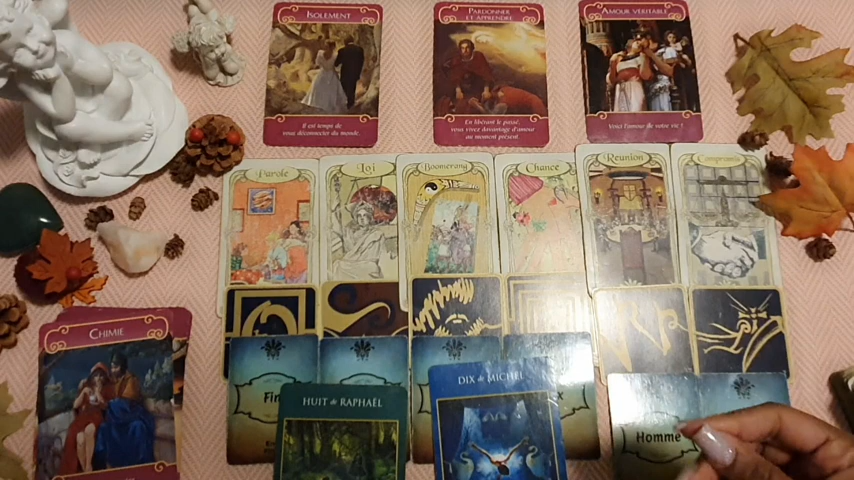 ISOLEMENT
Il est temps de
vous déconnecter du monde.
PARDONNER
ET APPRENDRE
En libérant le passé,
vous vivez davantage d'amour
au moment présent.
AMOUR VÉRITABLE
Voici l'amour de votre vie !
Parole
Loi
Boomerang
Chance
Réunion
Compromis
CHIMIE
HUIT de RAPHAËL
DIX de MICHEL
Homme